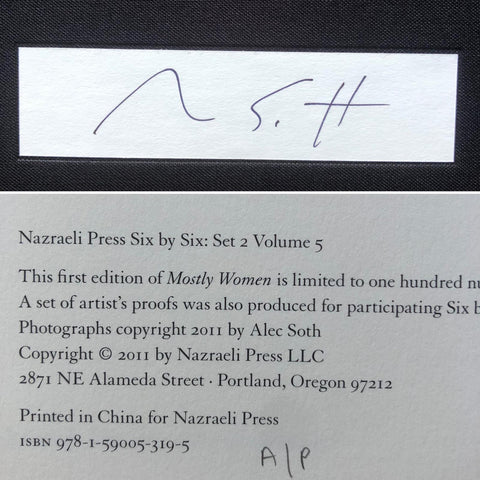 Nazraeli Press Six by Six: Set 2 Volume 5
This first edition of Mostly Women is limited to one hundred
A set of artist's proofs was also produced for participating Six
Photographs copyright 2011 by Alec Soth
Copyright © 2011 by Nazraeli Press LLC
2871 NE Alameda Street · Portland, Oregon 97212
Printed in China for Nazraeli Press
ISBN 978-1-59005-319-5
A/P